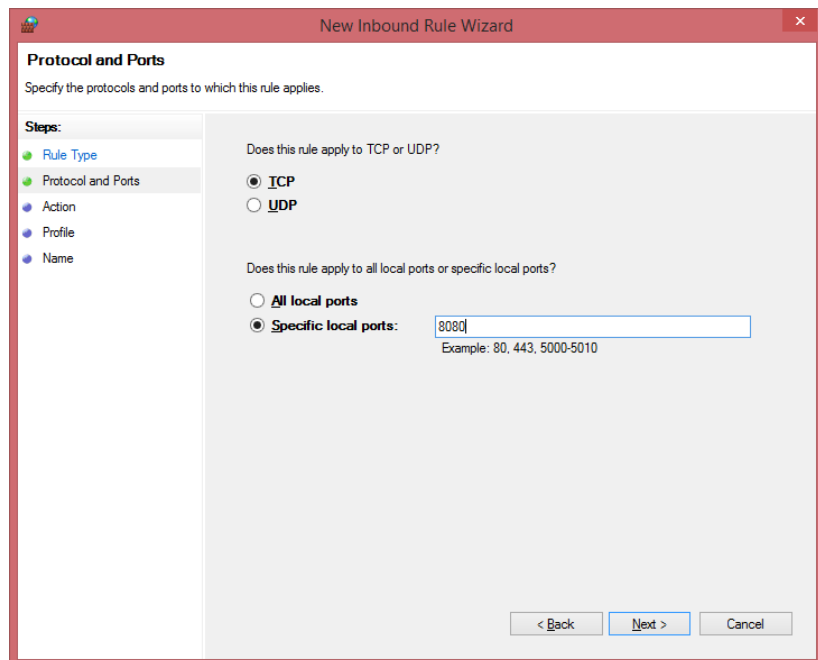 New Inbound Rule Wizard
Protocol and Ports
Specify the protocols and ports to which this rule applies.
Steps:
Rule Type
Protocol and Ports
Action
Profile
Name
Does this rule apply to TCP or UDP?
TCP
UDP
Does this rule apply to all local ports or specific local ports?
All local ports
Specific local ports: 8080
Example: 80, 443, 5000-5010
< Back Next > Cancel